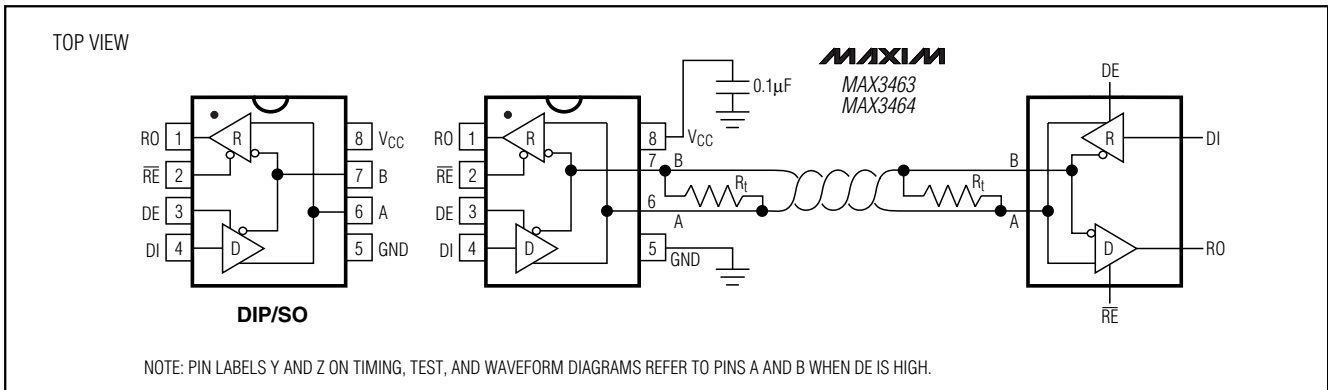 TOP VIEW
RO 1
R̅E̅ 2
DE 3
DI 4
R
D
8 VCC
7 B
6 A
5 GND
DIP/SO
RO 1
R̅E̅ 2
DE 3
DI 4
R
D
8 VCC
7 B
6 A
5 GND
0.1µF
MAXIM
MAX3463
MAX3464
Rt
Rt
B
A
DE
R
DI
D
RO
R̅E̅
NOTE: PIN LABELS Y AND Z ON TIMING, TEST, AND WAVEFORM DIAGRAMS REFER TO PINS A AND B WHEN DE IS HIGH.